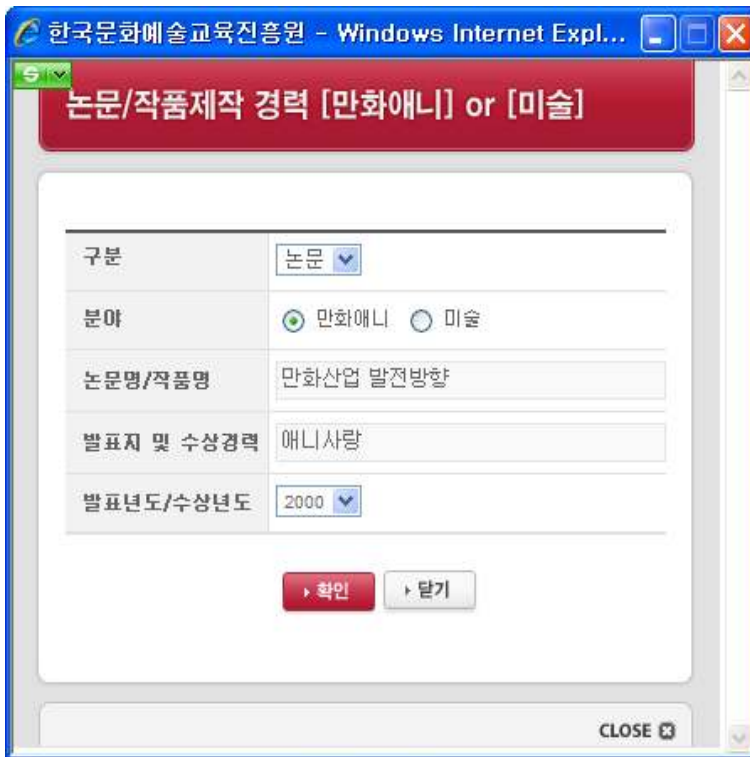 한국문화예술교육진흥원 - Windows Internet Expl...
논문/작품제작 경력 [만화애니] or [미술]
구분 논문
분야 만화애니 미술
논문명/작품명 만화산업 발전방향
발표지 및 수상경력 애니사랑
발표년도/수상년도 2000
확인 닫기
CLOSE